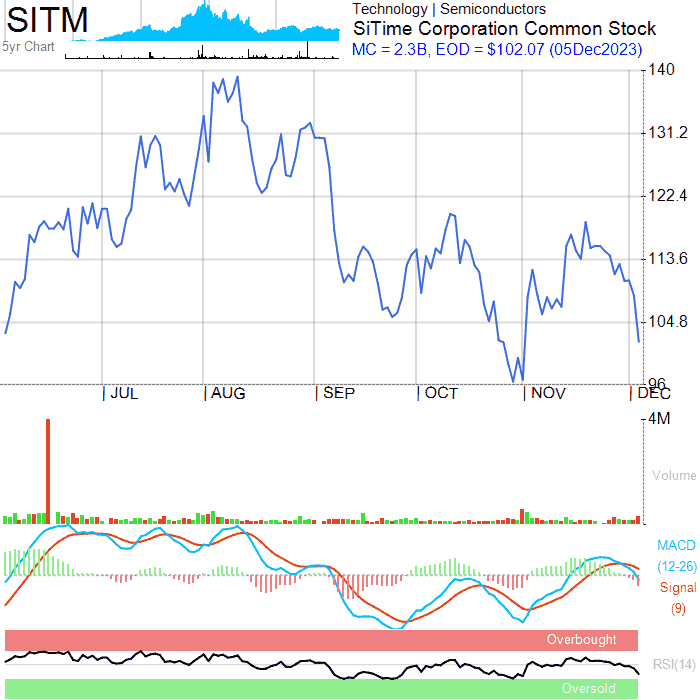 SITM
5yr Chart
Technology | Semiconductors
SiTime Corporation Common Stock
MC = 2.3B, EOD = $102.07 (05Dec2023)
140
131.2
122.4
113.6
104.8
96
| JUL | AUG | SEP | OCT | NOV | DEC
4M
Volume
MACD
(12-26)
Signal
(9)
Overbought
RSI(14)
Oversold